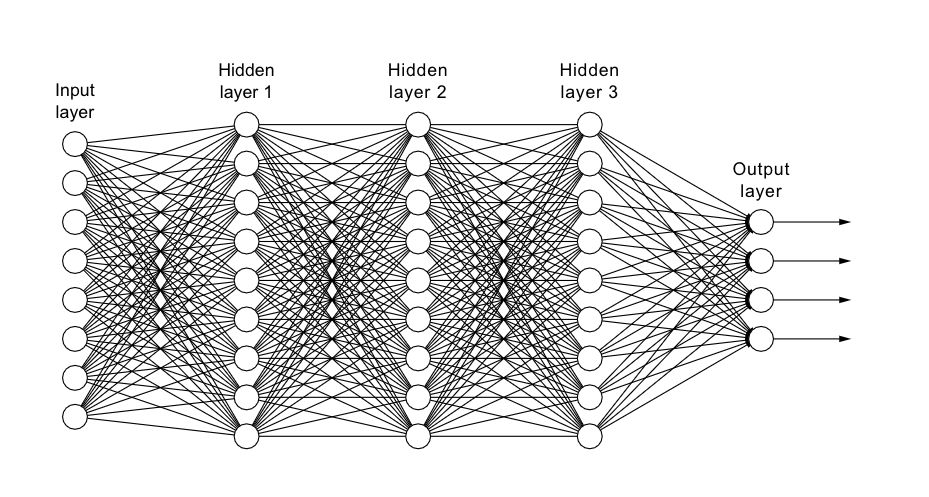 Input
layer
Hidden
layer 1
Hidden
layer 2
Hidden
layer 3
Output
layer